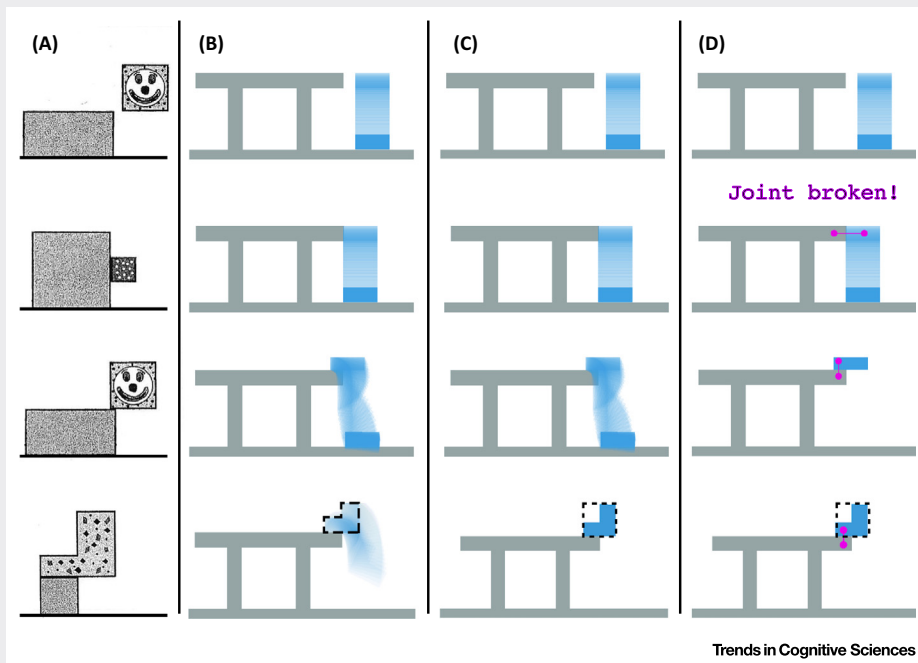 (A)
(B)
(C)
(D)
Joint broken!
Trends in Cognitive Sciences